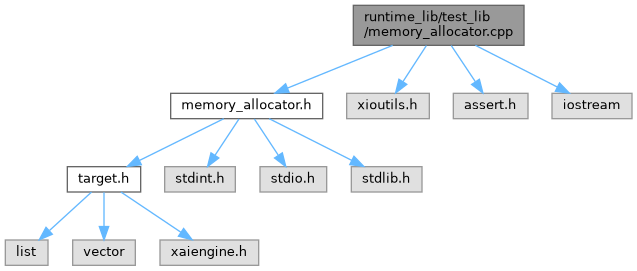 runtime_lib/test_lib
/memory_allocator.cpp
memory_allocator.h
xioutils.h
assert.h
iostream
target.h
stdint.h
stdio.h
stdlib.h
list
vector
xaiengine.h